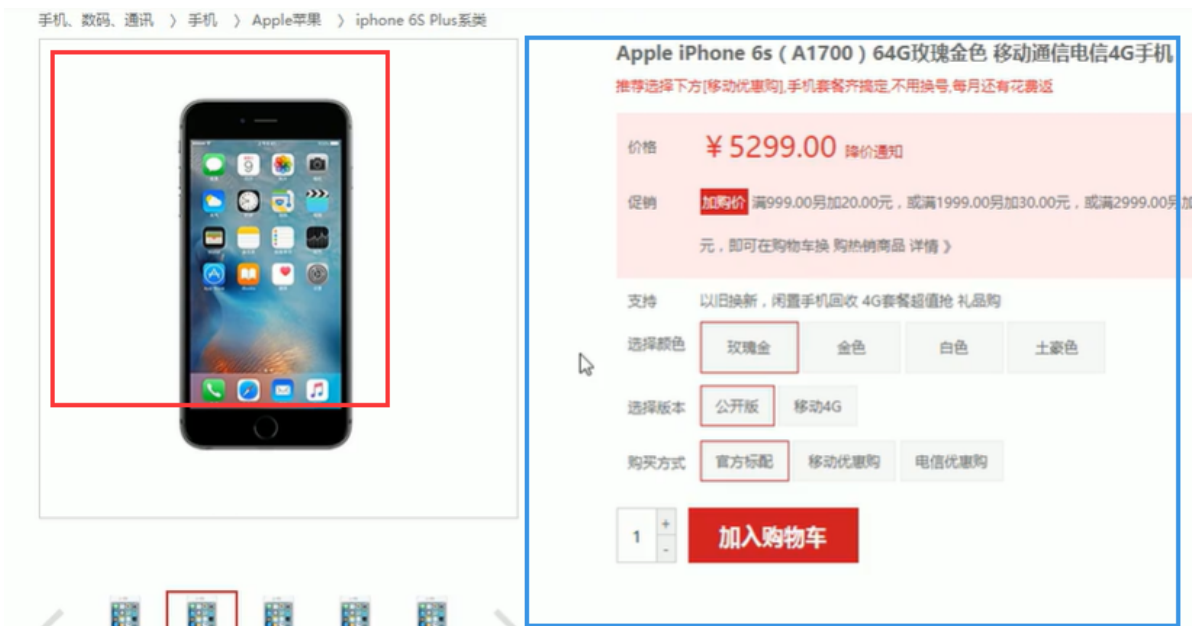 手机、数码、通讯 〉 手机 〉 Apple苹果 〉 iphone 6S Plus系类
Apple iPhone 6s（A1700）64G玫瑰金色 移动通信电信4G手机
推荐选择下方[移动优惠购],手机套餐齐搞定,不用换号,每月还有花费返
价格 ￥5299.00 降价通知
促销 加购价 满999.00另加20.00元，或满1999.00另加30.00元，或满2999.00另加
元，即可在购物车换 购热销商品 详情 》
支持 以旧换新，闲置手机回收 4G套餐超值抢 礼品购
选择颜色 玫瑰金 金色 白色 土豪色
选择版本 公开版 移动4G
购买方式 官方标配 移动优惠购 电信优惠购
1 + - 加入购物车